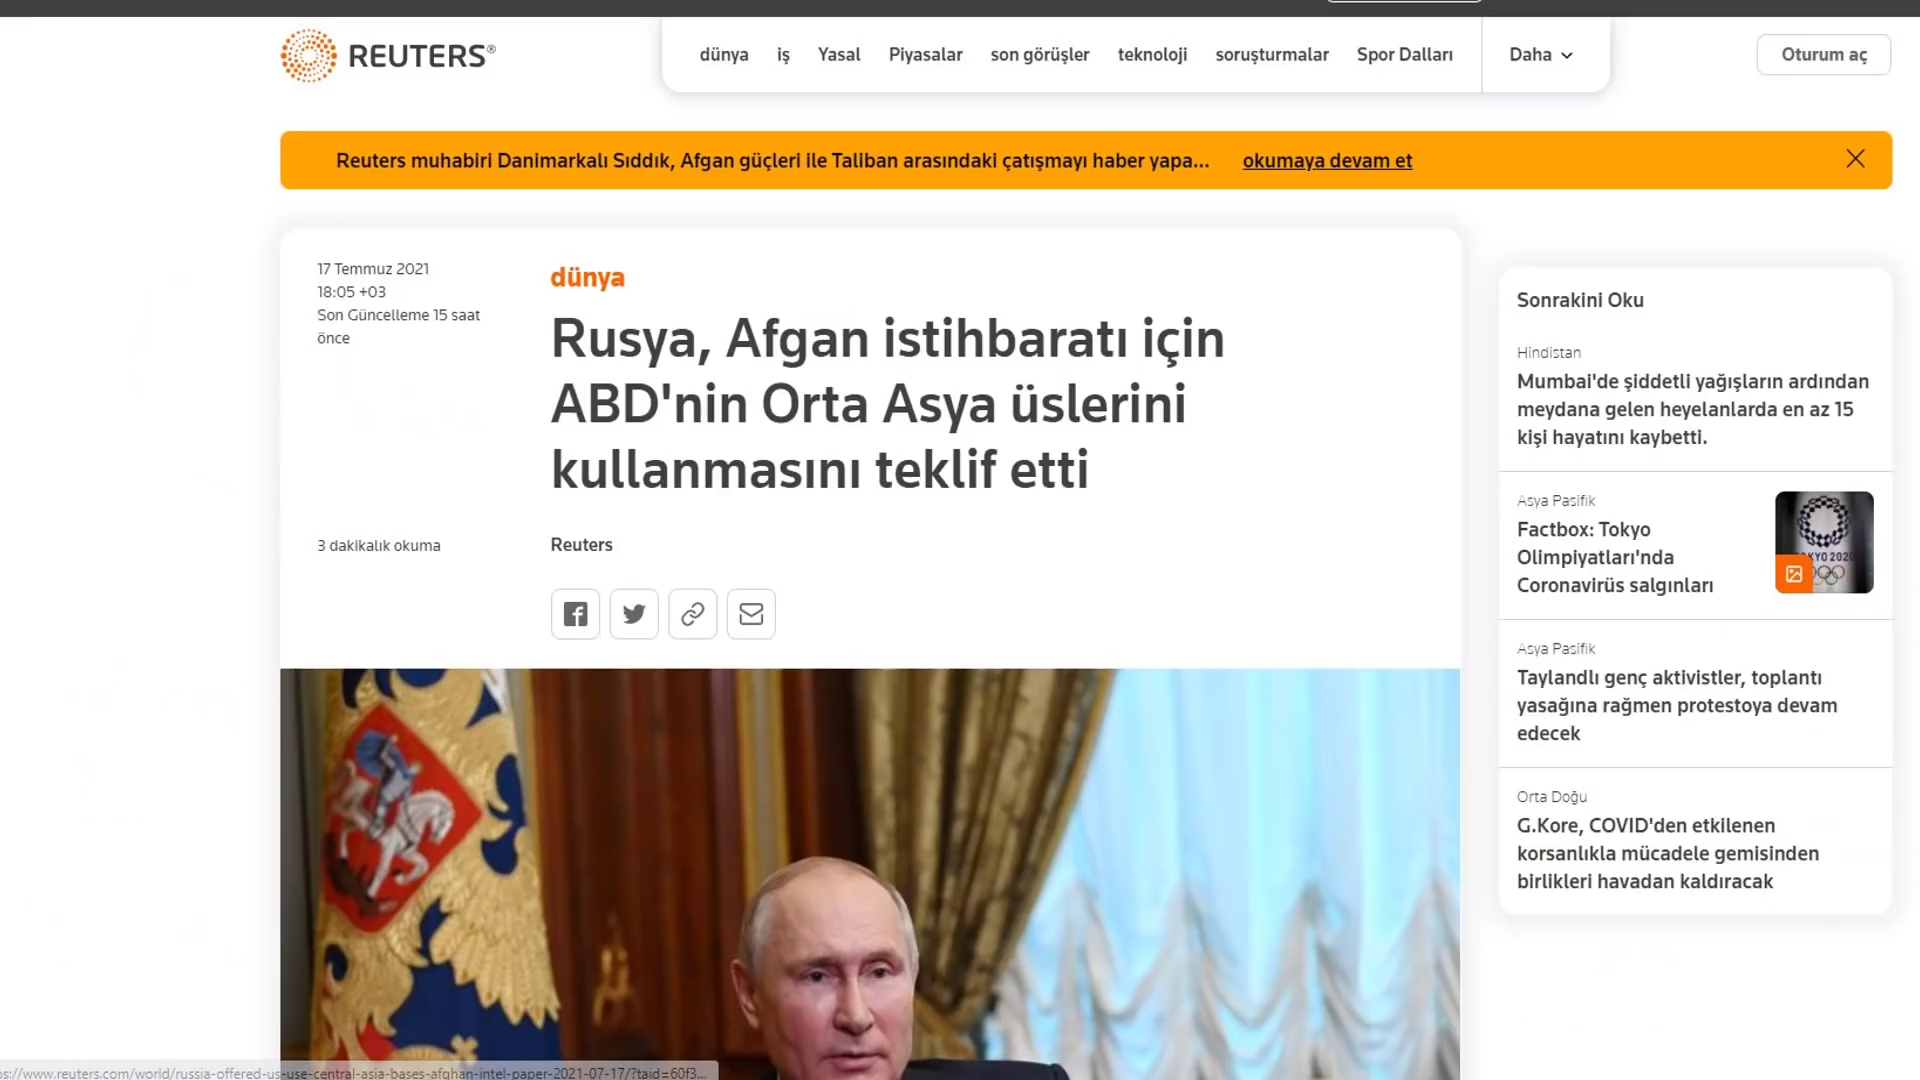 REUTERS®
dünya iş Yasal Piyasalar son görüşler teknoloji soruşturmalar Spor Dalları Daha
Oturum aç
Reuters muhabiri Danimarkalı Sıddık, Afgan güçleri ile Taliban arasındaki çatışmayı haber yapa... okumaya devam et
17 Temmuz 2021
18:05 +03
Son Güncelleme 15 saat
önce
dünya
Rusya, Afgan istihbaratı için
ABD'nin Orta Asya üslerini
kullanmasını teklif etti
3 dakikalık okuma
Reuters
Sonrakini Oku
Hindistan
Mumbai'de şiddetli yağışların ardından
meydana gelen heyelanlarda en az 15
kişi hayatını kaybetti.
Asya Pasifik
Factbox: Tokyo
Olimpiyatları'nda
Coronavirüs salgınları
Asya Pasifik
Taylandlı genç aktivistler, toplantı
yasağına rağmen protestoya devam
edecek
Orta Doğu
G.Kore, COVID'den etkilenen
korsanlıkla mücadele gemisinden
birlikleri havadan kaldıracak
ps://www.reuters.com/world/russia-offered-us-use-central-asia-bases-afghan-intel-paper-2021-07-17/?taid=60f3...